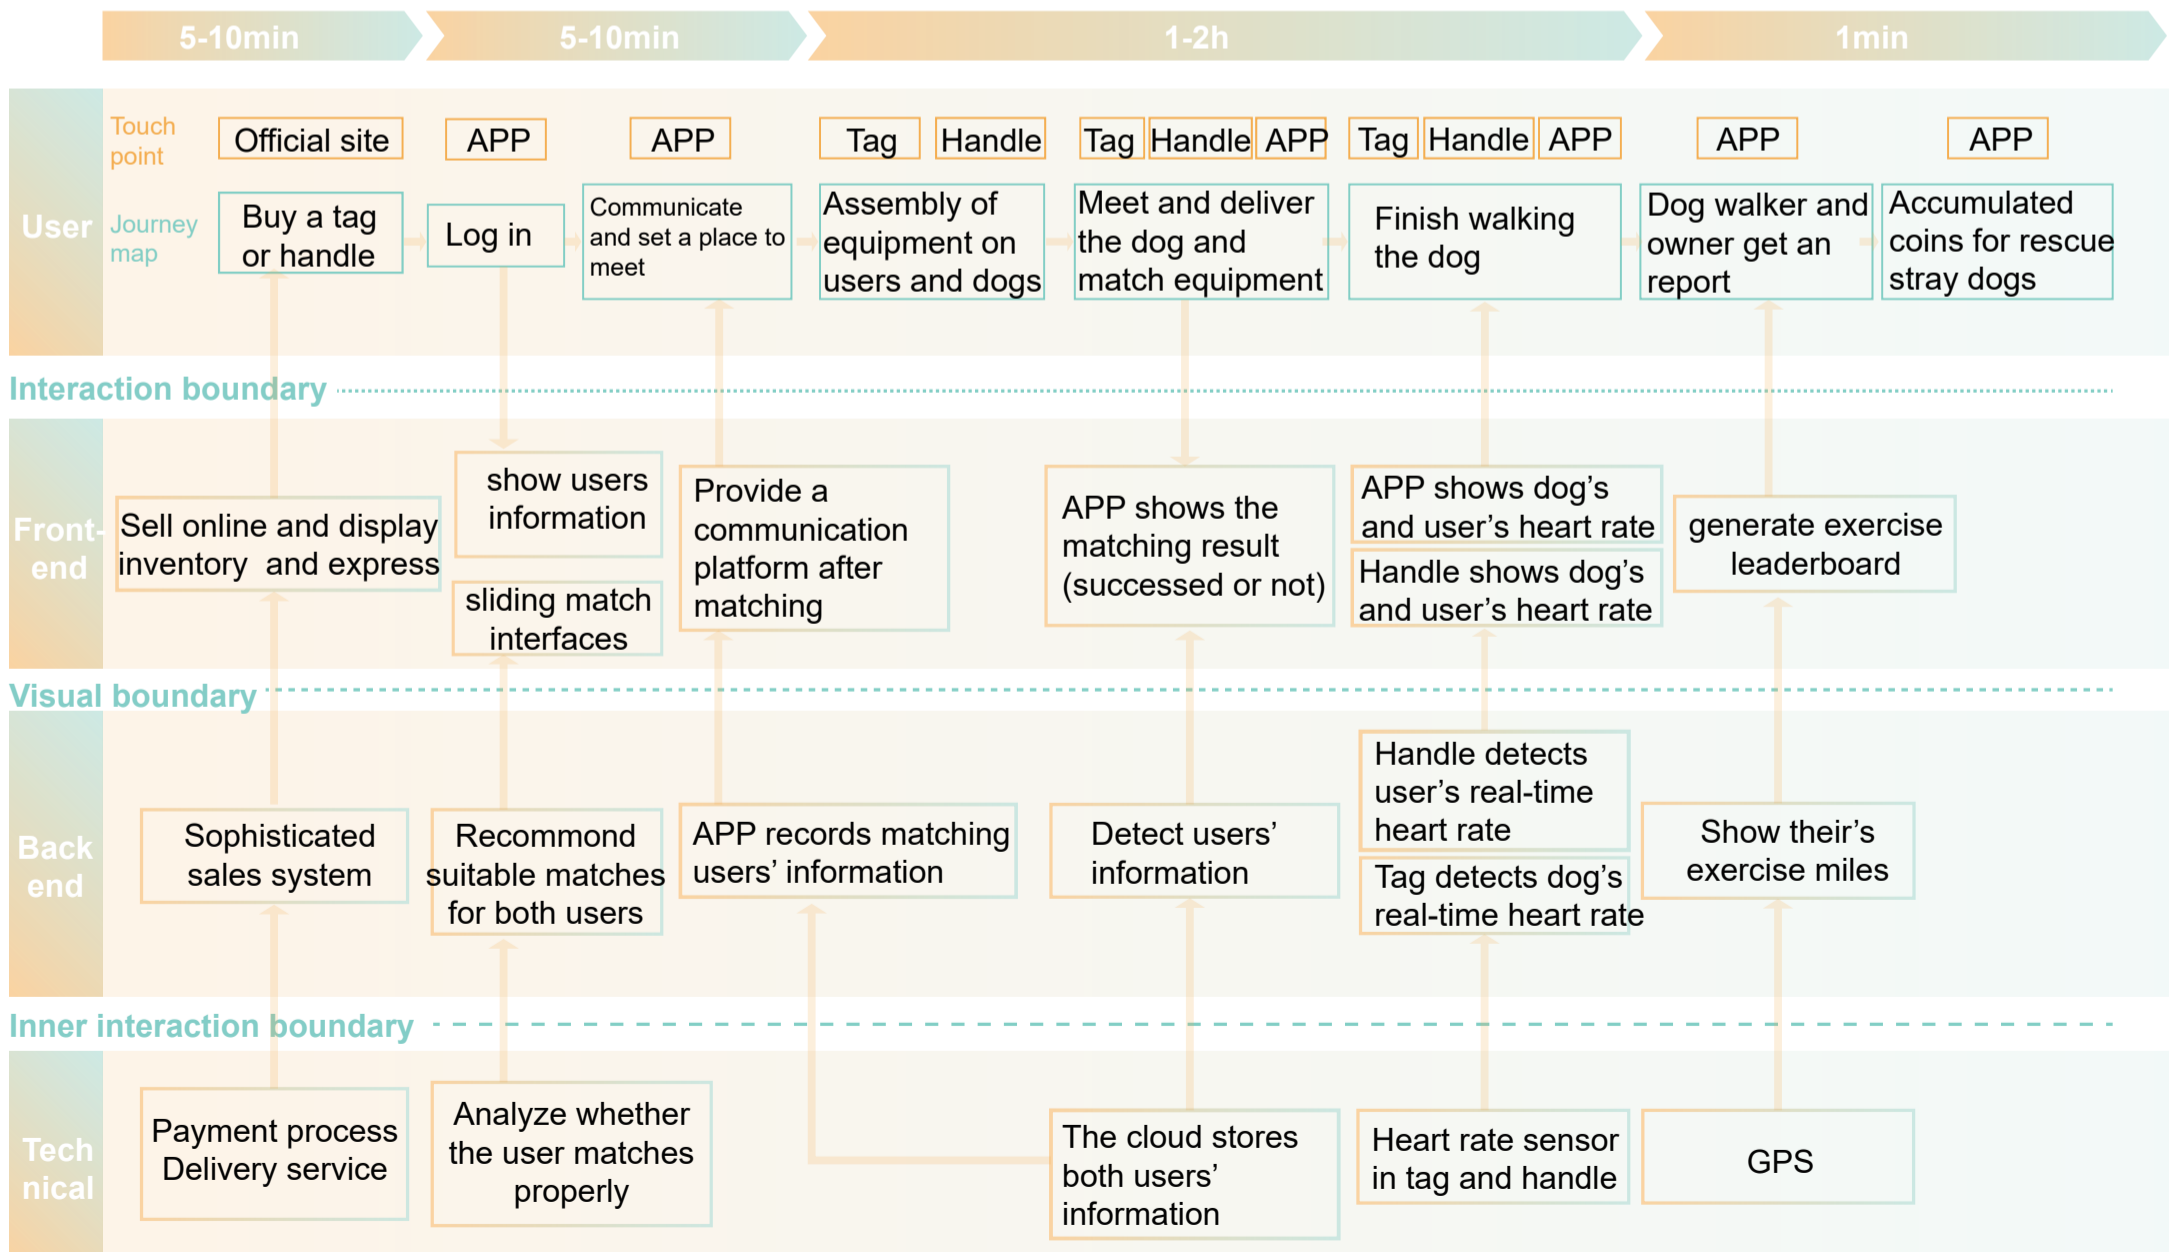 5-10min
5-10min
1-2h
1min
User
Touch
point
Official site
APP
APP
Tag
Handle
Tag
Handle
APP
Tag
Handle
APP
APP
APP
Journey
map
Buy a tag
or handle
Log in
Communicate
and set a place to
meet
Assembly of
equipment on
users and dogs
Meet and deliver
the dog and
match equipment
Finish walking
the dog
Dog walker and
owner get an
report
Accumulated
coins for rescue
stray dogs
Interaction boundary
Front-
end
Sell online and display
inventory  and express
show users
information
sliding match
interfaces
Provide a
communication
platform after
matching
APP shows the
matching result
(successed or not)
APP shows dog’s
and user’s heart rate
Handle shows dog’s
and user’s heart rate
generate exercise
leaderboard
Visual boundary
Back
end
Sophisticated
sales system
Recommond
suitable matches
for both users
APP records matching
users’ information
Detect users’
information
Handle detects
user’s real-time
heart rate
Tag detects dog’s
real-time heart rate
Show their’s
exercise miles
Inner interaction boundary
Tech
nical
Payment process
Delivery service
Analyze whether
the user matches
properly
The cloud stores
both users’
information
Heart rate sensor
in tag and handle
GPS